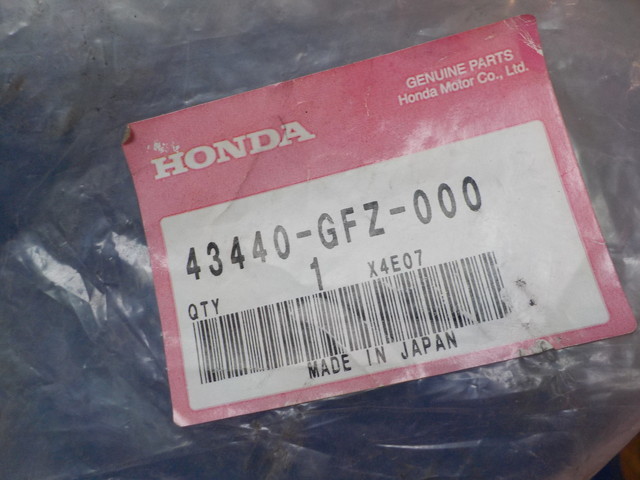 GENUINE PARTS
Honda Motor Co., Ltd.
HONDA
43440-GFZ-000
QTY 1 X4E07
MADE IN JAPAN